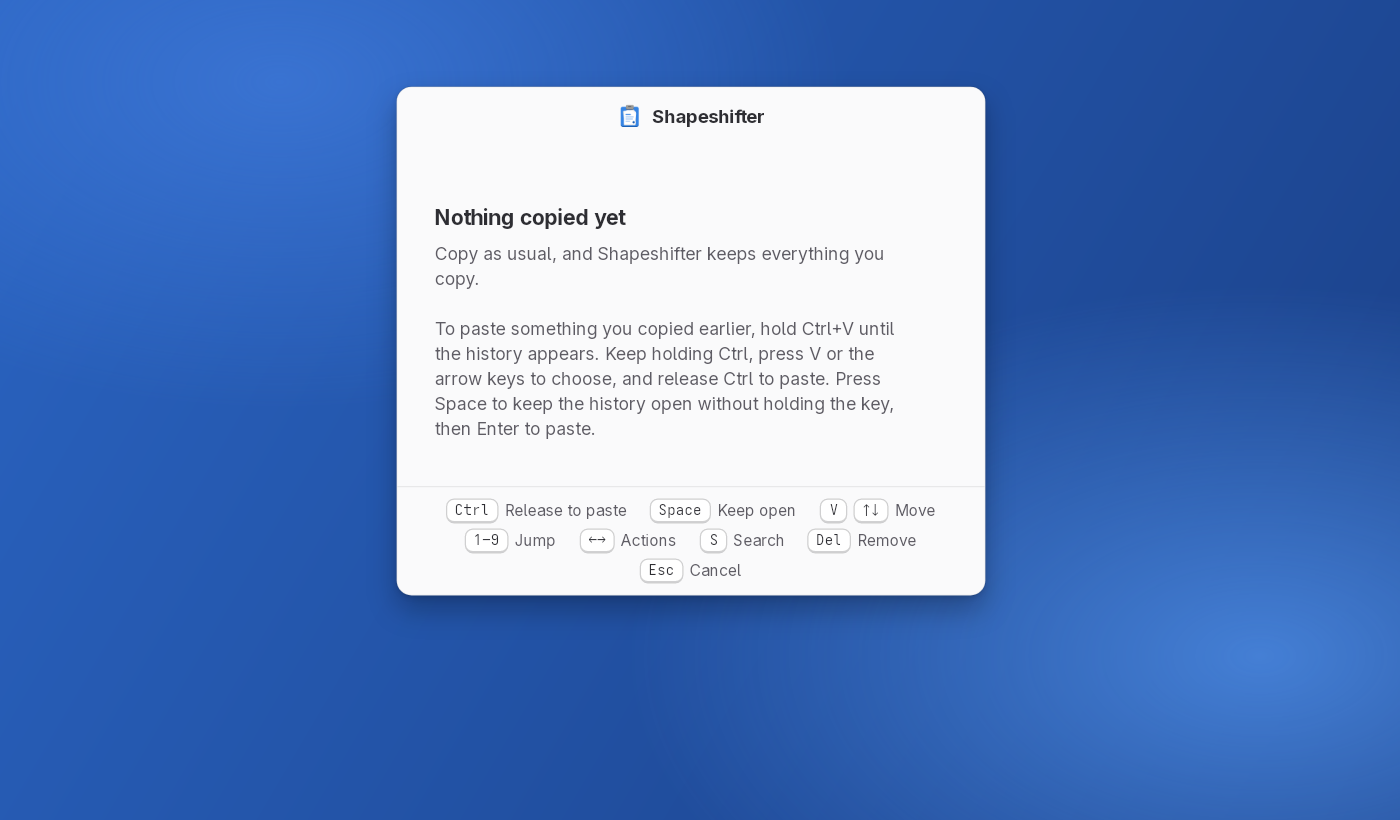 Shapeshifter
Nothing copied yet
Copy as usual, and Shapeshifter keeps everything you
copy.
To paste something you copied earlier, hold Ctrl+V until
the history appears. Keep holding Ctrl, press V or the
arrow keys to choose, and release Ctrl to paste. Press
Space to keep the history open without holding the key,
then Enter to paste.
Ctrl Release to paste Space Keep open V ↑↓ Move
1–9 Jump ←→ Actions S Search Del Remove
Esc Cancel